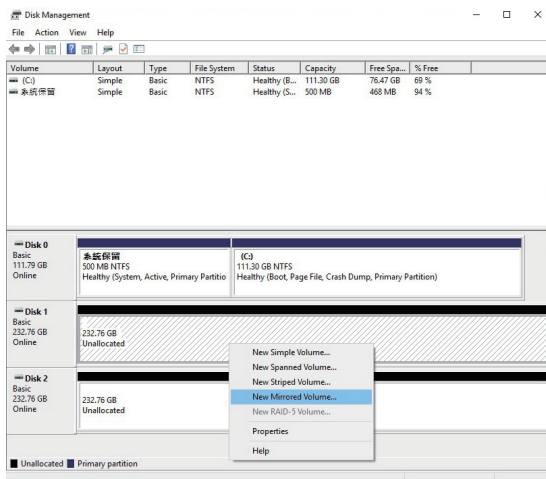 Disk Management
File Action View Help
Volume Layout Type File System Status Capacity Free Spa... % Free
(C:) Simple Basic NTFS Healthy (B... 111.30 GB 76.47 GB 69 %
系統保留 Simple Basic NTFS Healthy (S... 500 MB 468 MB 94 %
Disk 0
Basic
111.79 GB
Online
系統保留
500 MB NTFS
Healthy (System, Active, Primary Partitio
(C:)
111.30 GB NTFS
Healthy (Boot, Page File, Crash Dump, Primary Partition)
Disk 1
Basic
232.76 GB
Online
232.76 GB
Unallocated
New Simple Volume...
New Spanned Volume...
New Striped Volume...
New Mirrored Volume...
New RAID-5 Volume...
Properties
Help
Disk 2
Basic
232.76 GB
Online
232.76 GB
Unallocated
Unallocated Primary partition